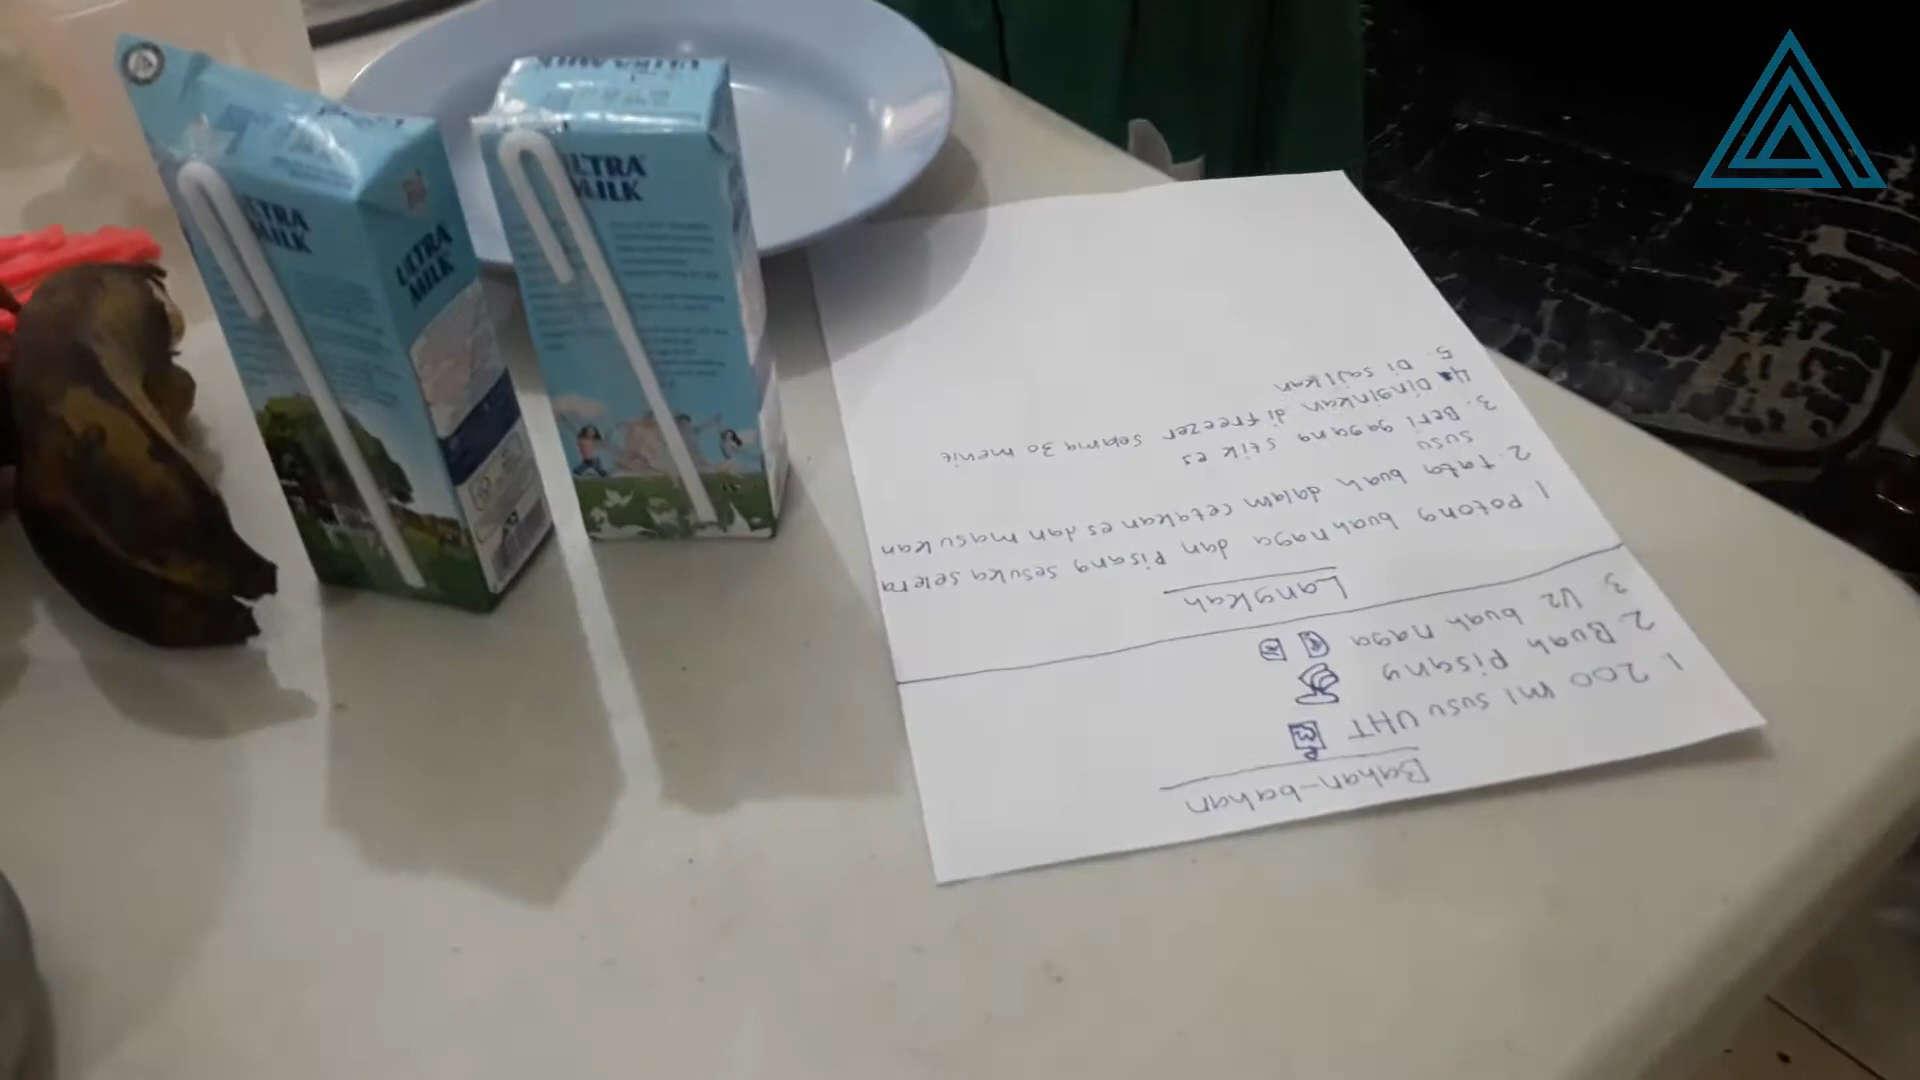 ULTRA
MILK
ULTRA
MILK
ULTRA MILK
ULTRA
MILK
Bahan-bahan
1. 200 ml susu UHT
2. Buah Pisang
3. 1/2 buah naga
Langkah
1. Potong buah naga dan Pisang sesuka selera
2. Tata buah dalam cetakan es dan masukan
susu
3. Beri gagang stik es
4. Dinginkan di freezer selama 30 menit
5. Di sajikan